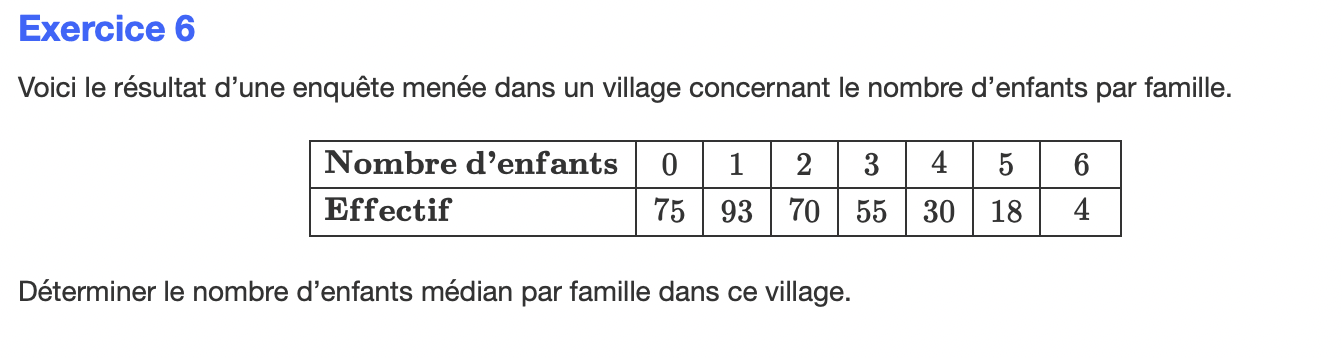 Exercice 6
Voici le résultat d’une enquête menée dans un village concernant le nombre d’enfants par famille.
Nombre d’enfants 0 1 2 3 4 5 6
Effectif 75 93 70 55 30 18 4
Déterminer le nombre d’enfants médian par famille dans ce village.